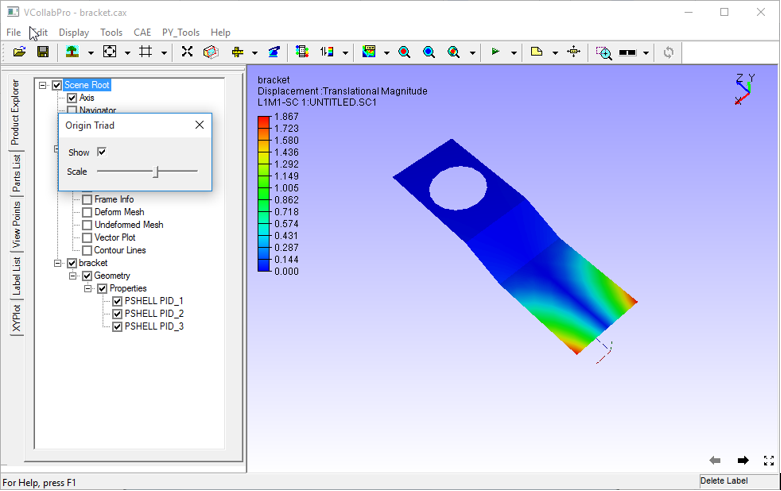 VCollabPro - bracket.cax
File Edit Display Tools CAE PY_Tools Help
Product Explorer
Parts List
View Points
Label List
XYPlot
Scene Root
Axis
Navigator
Origin Triad
Show
Scale
Frame Info
Deform Mesh
Undeformed Mesh
Vector Plot
Contour Lines
bracket
Geometry
Properties
PSHELL PID_1
PSHELL PID_2
PSHELL PID_3
bracket
Displacement :Translational Magnitude
L1M1-SC 1:UNTITLED.SC1
1.867
1.723
1.580
1.436
1.292
1.149
1.005
0.862
0.718
0.574
0.431
0.287
0.144
0.000
Z Y
X
For Help, press F1
Delete Label